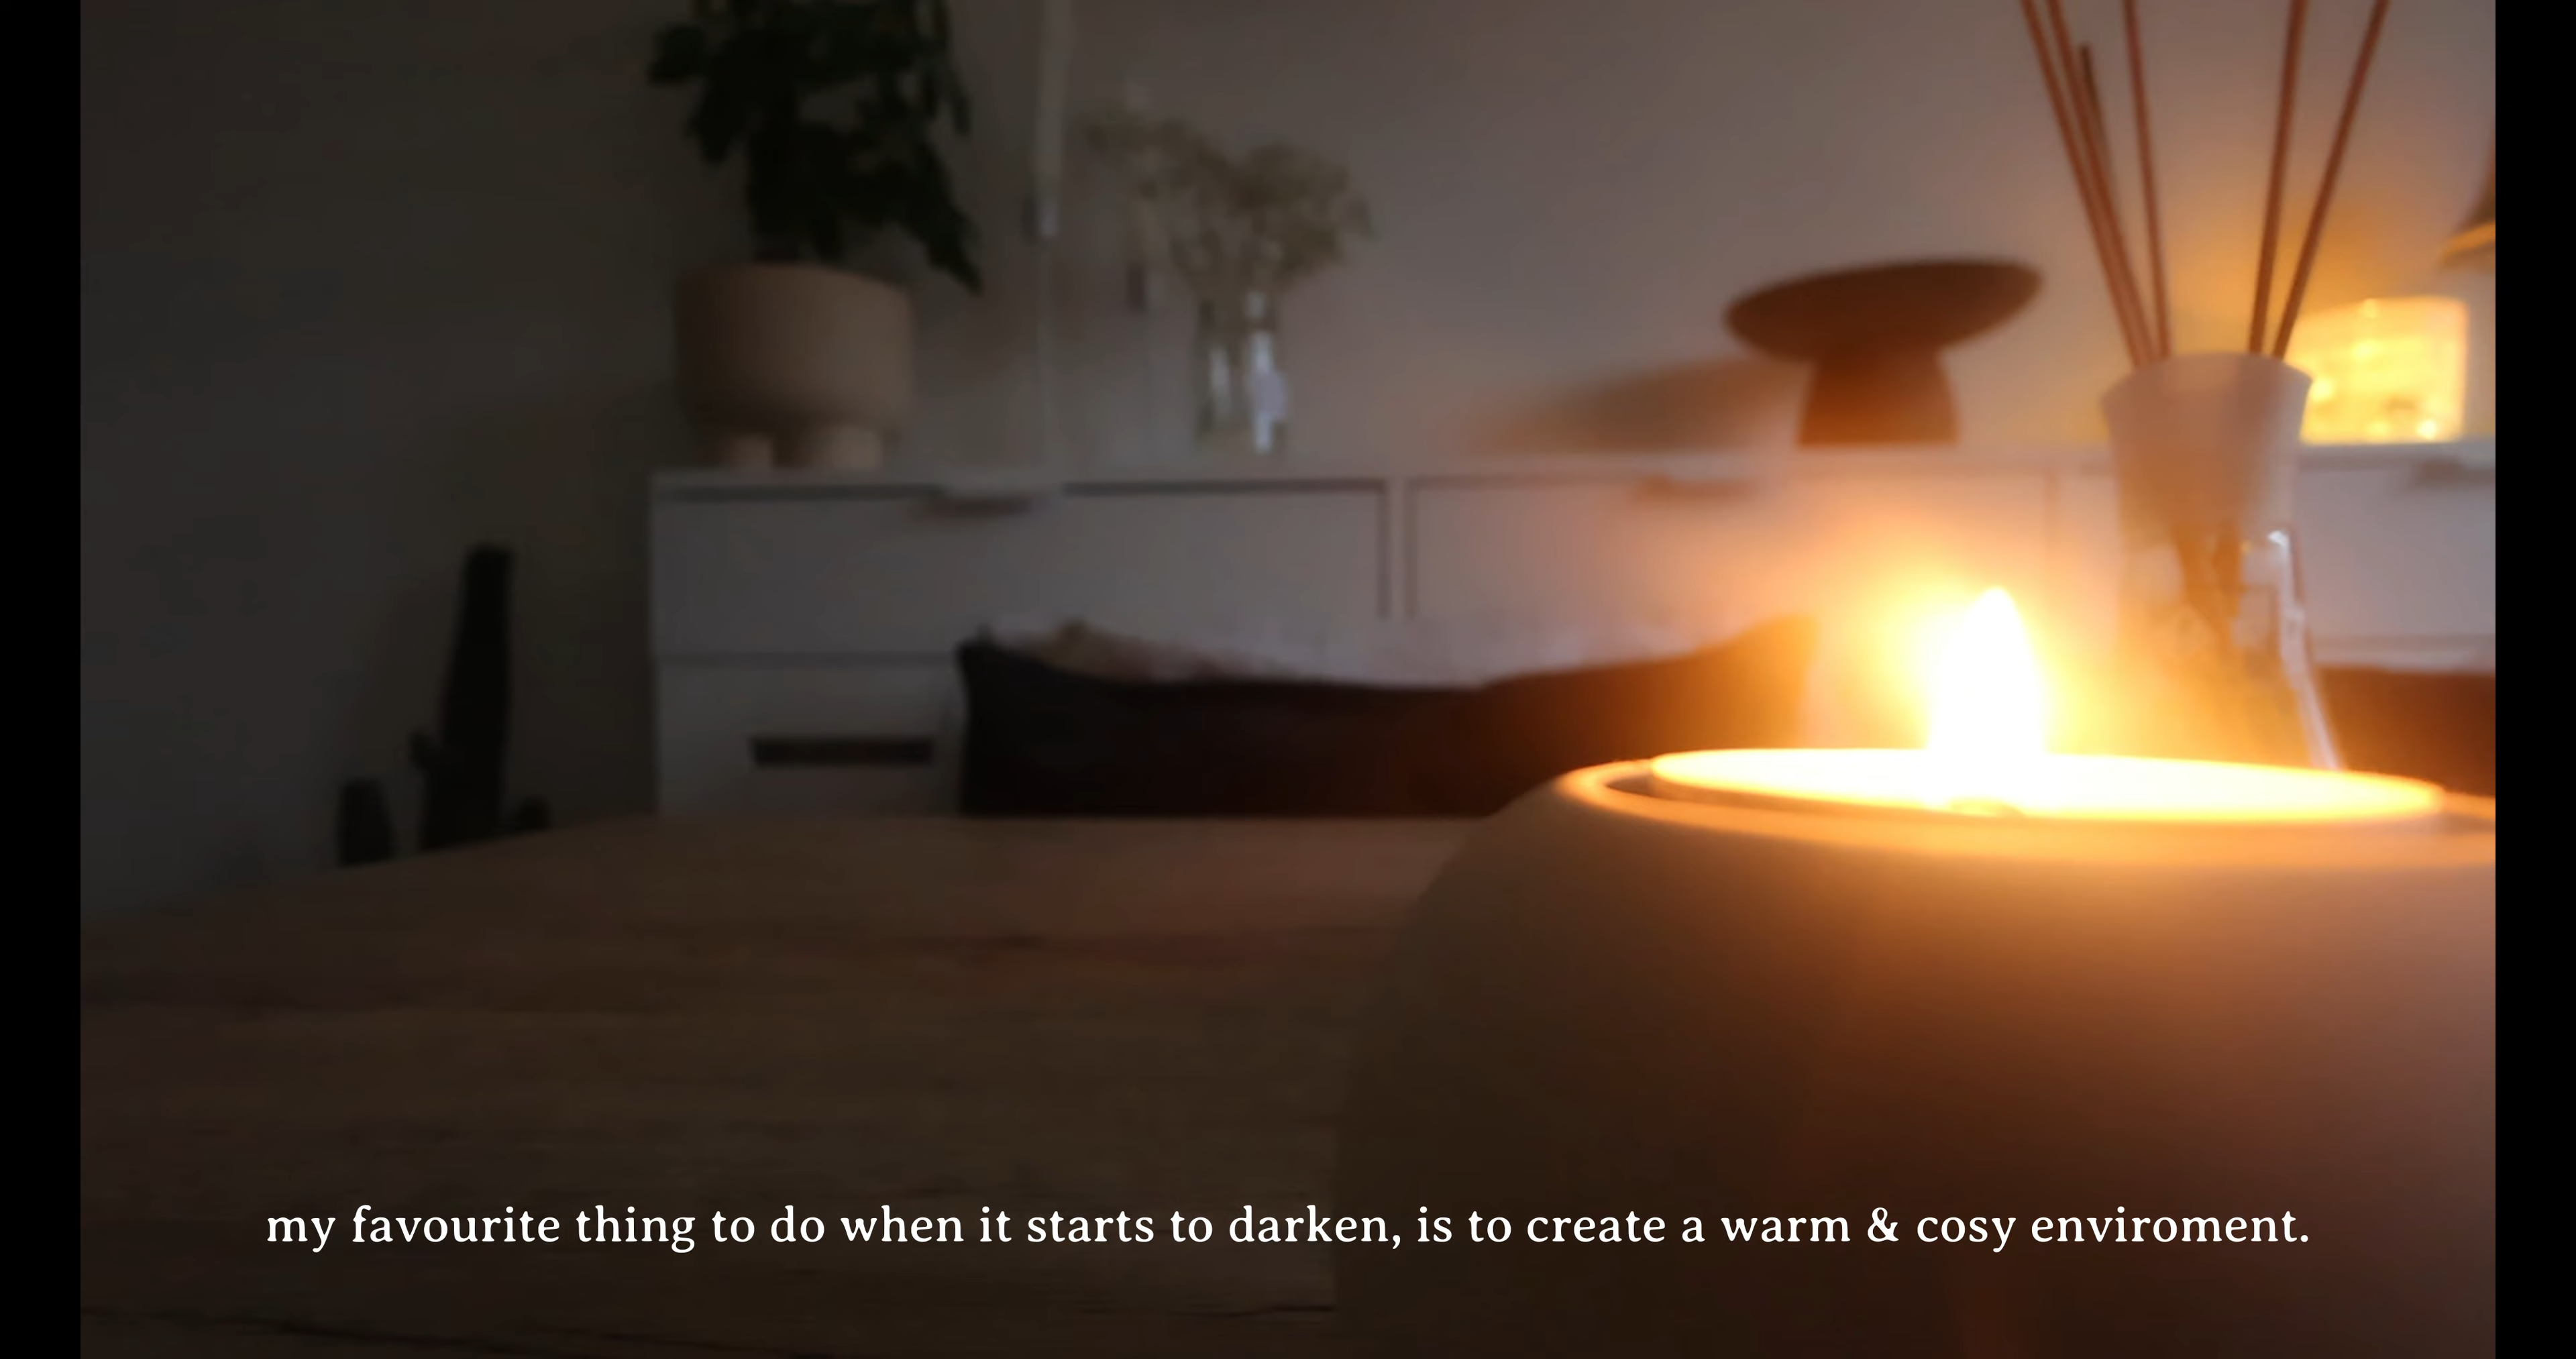 my favourite thing to do when it starts to darken, is to create a warm & cosy enviroment.